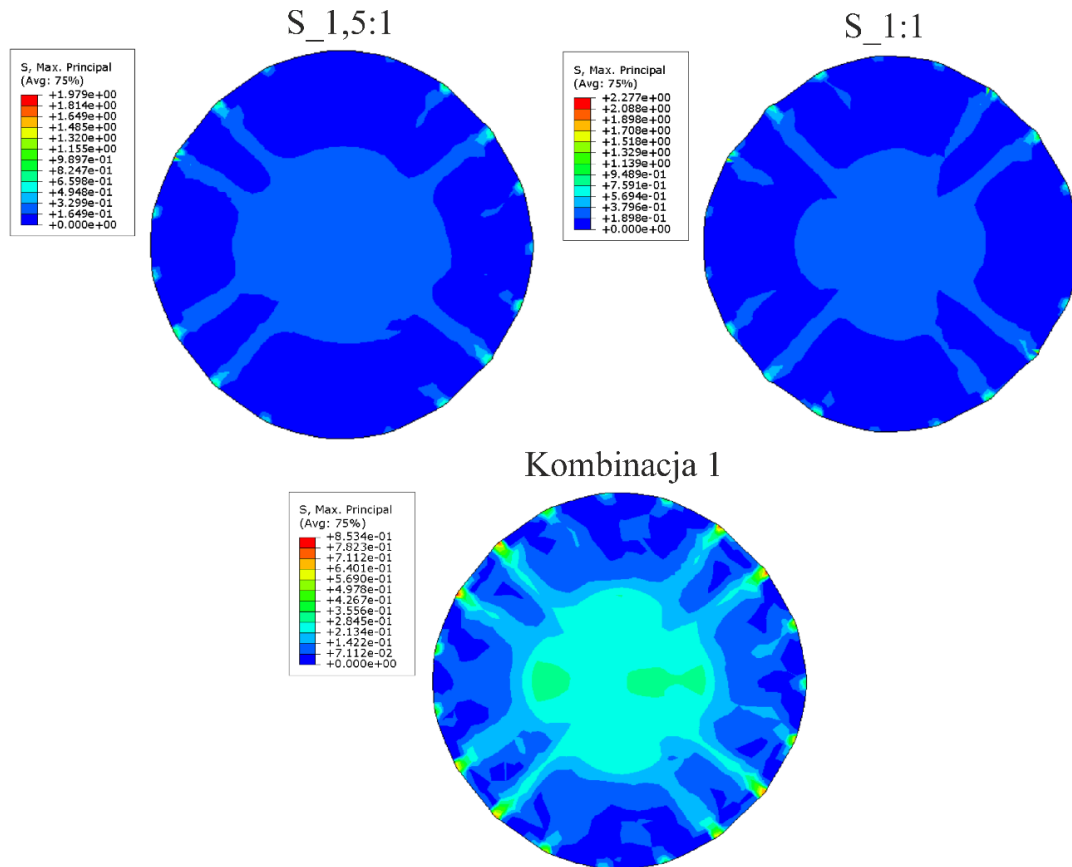 S_1,5:1
S, Max. Principal
(Avg: 75%)
+1.979e+00
+1.814e+00
+1.649e+00
+1.485e+00
+1.320e+00
+1.155e+00
+9.897e-01
+8.247e-01
+6.598e-01
+4.948e-01
+3.299e-01
+1.649e-01
+0.000e+00
S_1:1
S, Max. Principal
(Avg: 75%)
+2.277e+00
+2.088e+00
+1.898e+00
+1.708e+00
+1.518e+00
+1.329e+00
+1.139e+00
+9.489e-01
+7.591e-01
+5.694e-01
+3.796e-01
+1.898e-01
+0.000e+00
Kombinacja 1
S, Max. Principal
(Avg: 75%)
+8.534e-01
+7.823e-01
+7.112e-01
+6.401e-01
+5.690e-01
+4.978e-01
+4.267e-01
+3.556e-01
+2.845e-01
+2.134e-01
+1.422e-01
+7.112e-02
+0.000e+00